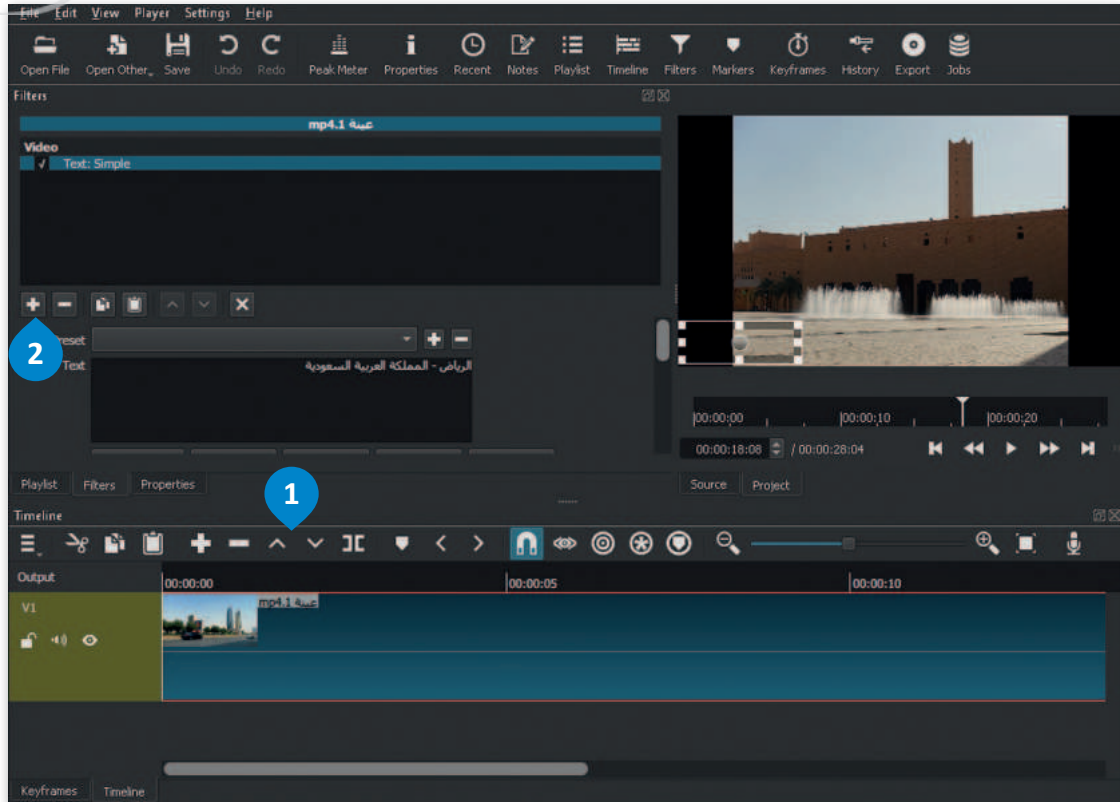 File Edit View Player Settings Help
Open File Open Other Save Undo Redo Peak Meter Properties Recent Notes Playlist Timeline Filters Markers Keyframes History Export Jobs
Filters
عينة 1.mp4
Video
✓ Text: Simple
2
Preset
Text
الرياض - المملكة العربية السعودية
00:00:00 00:00:10 00:00:20
00:00:18:08 / 00:00:28:04
Playlist Filters Properties
Source Project
1
Timeline
Output
00:00:00 00:00:05 00:00:10
V1
عينة 1.mp4
Keyframes Timeline